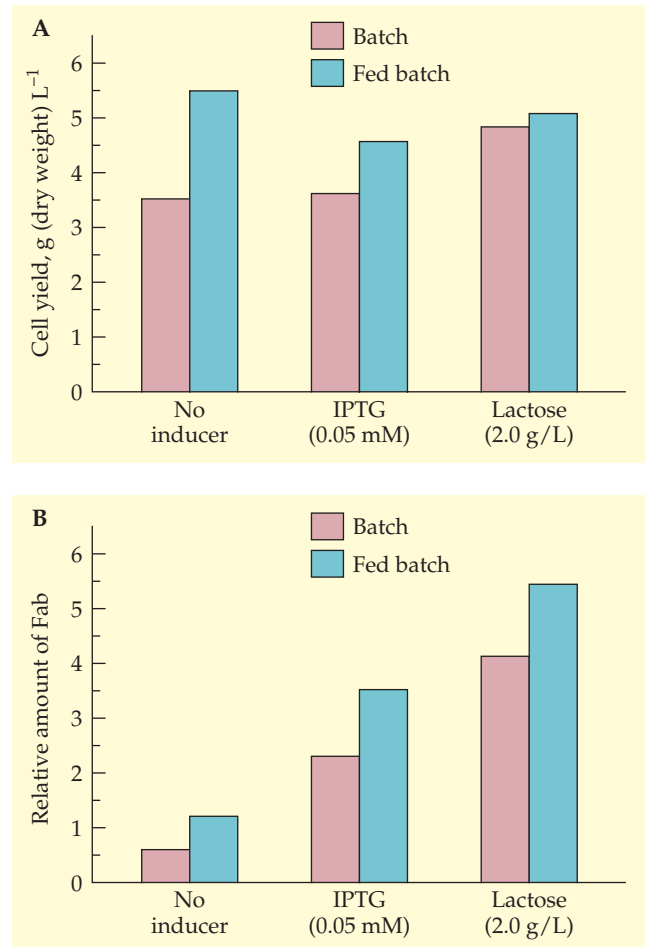 A
Batch
Fed batch
Cell yield, g (dry weight) L⁻¹
6
5
4
3
2
1
0
No
inducer
IPTG
(0.05 mM)
Lactose
(2.0 g/L)
B
Batch
Fed batch
Relative amount of Fab
6
5
4
3
2
1
0
No
inducer
IPTG
(0.05 mM)
Lactose
(2.0 g/L)